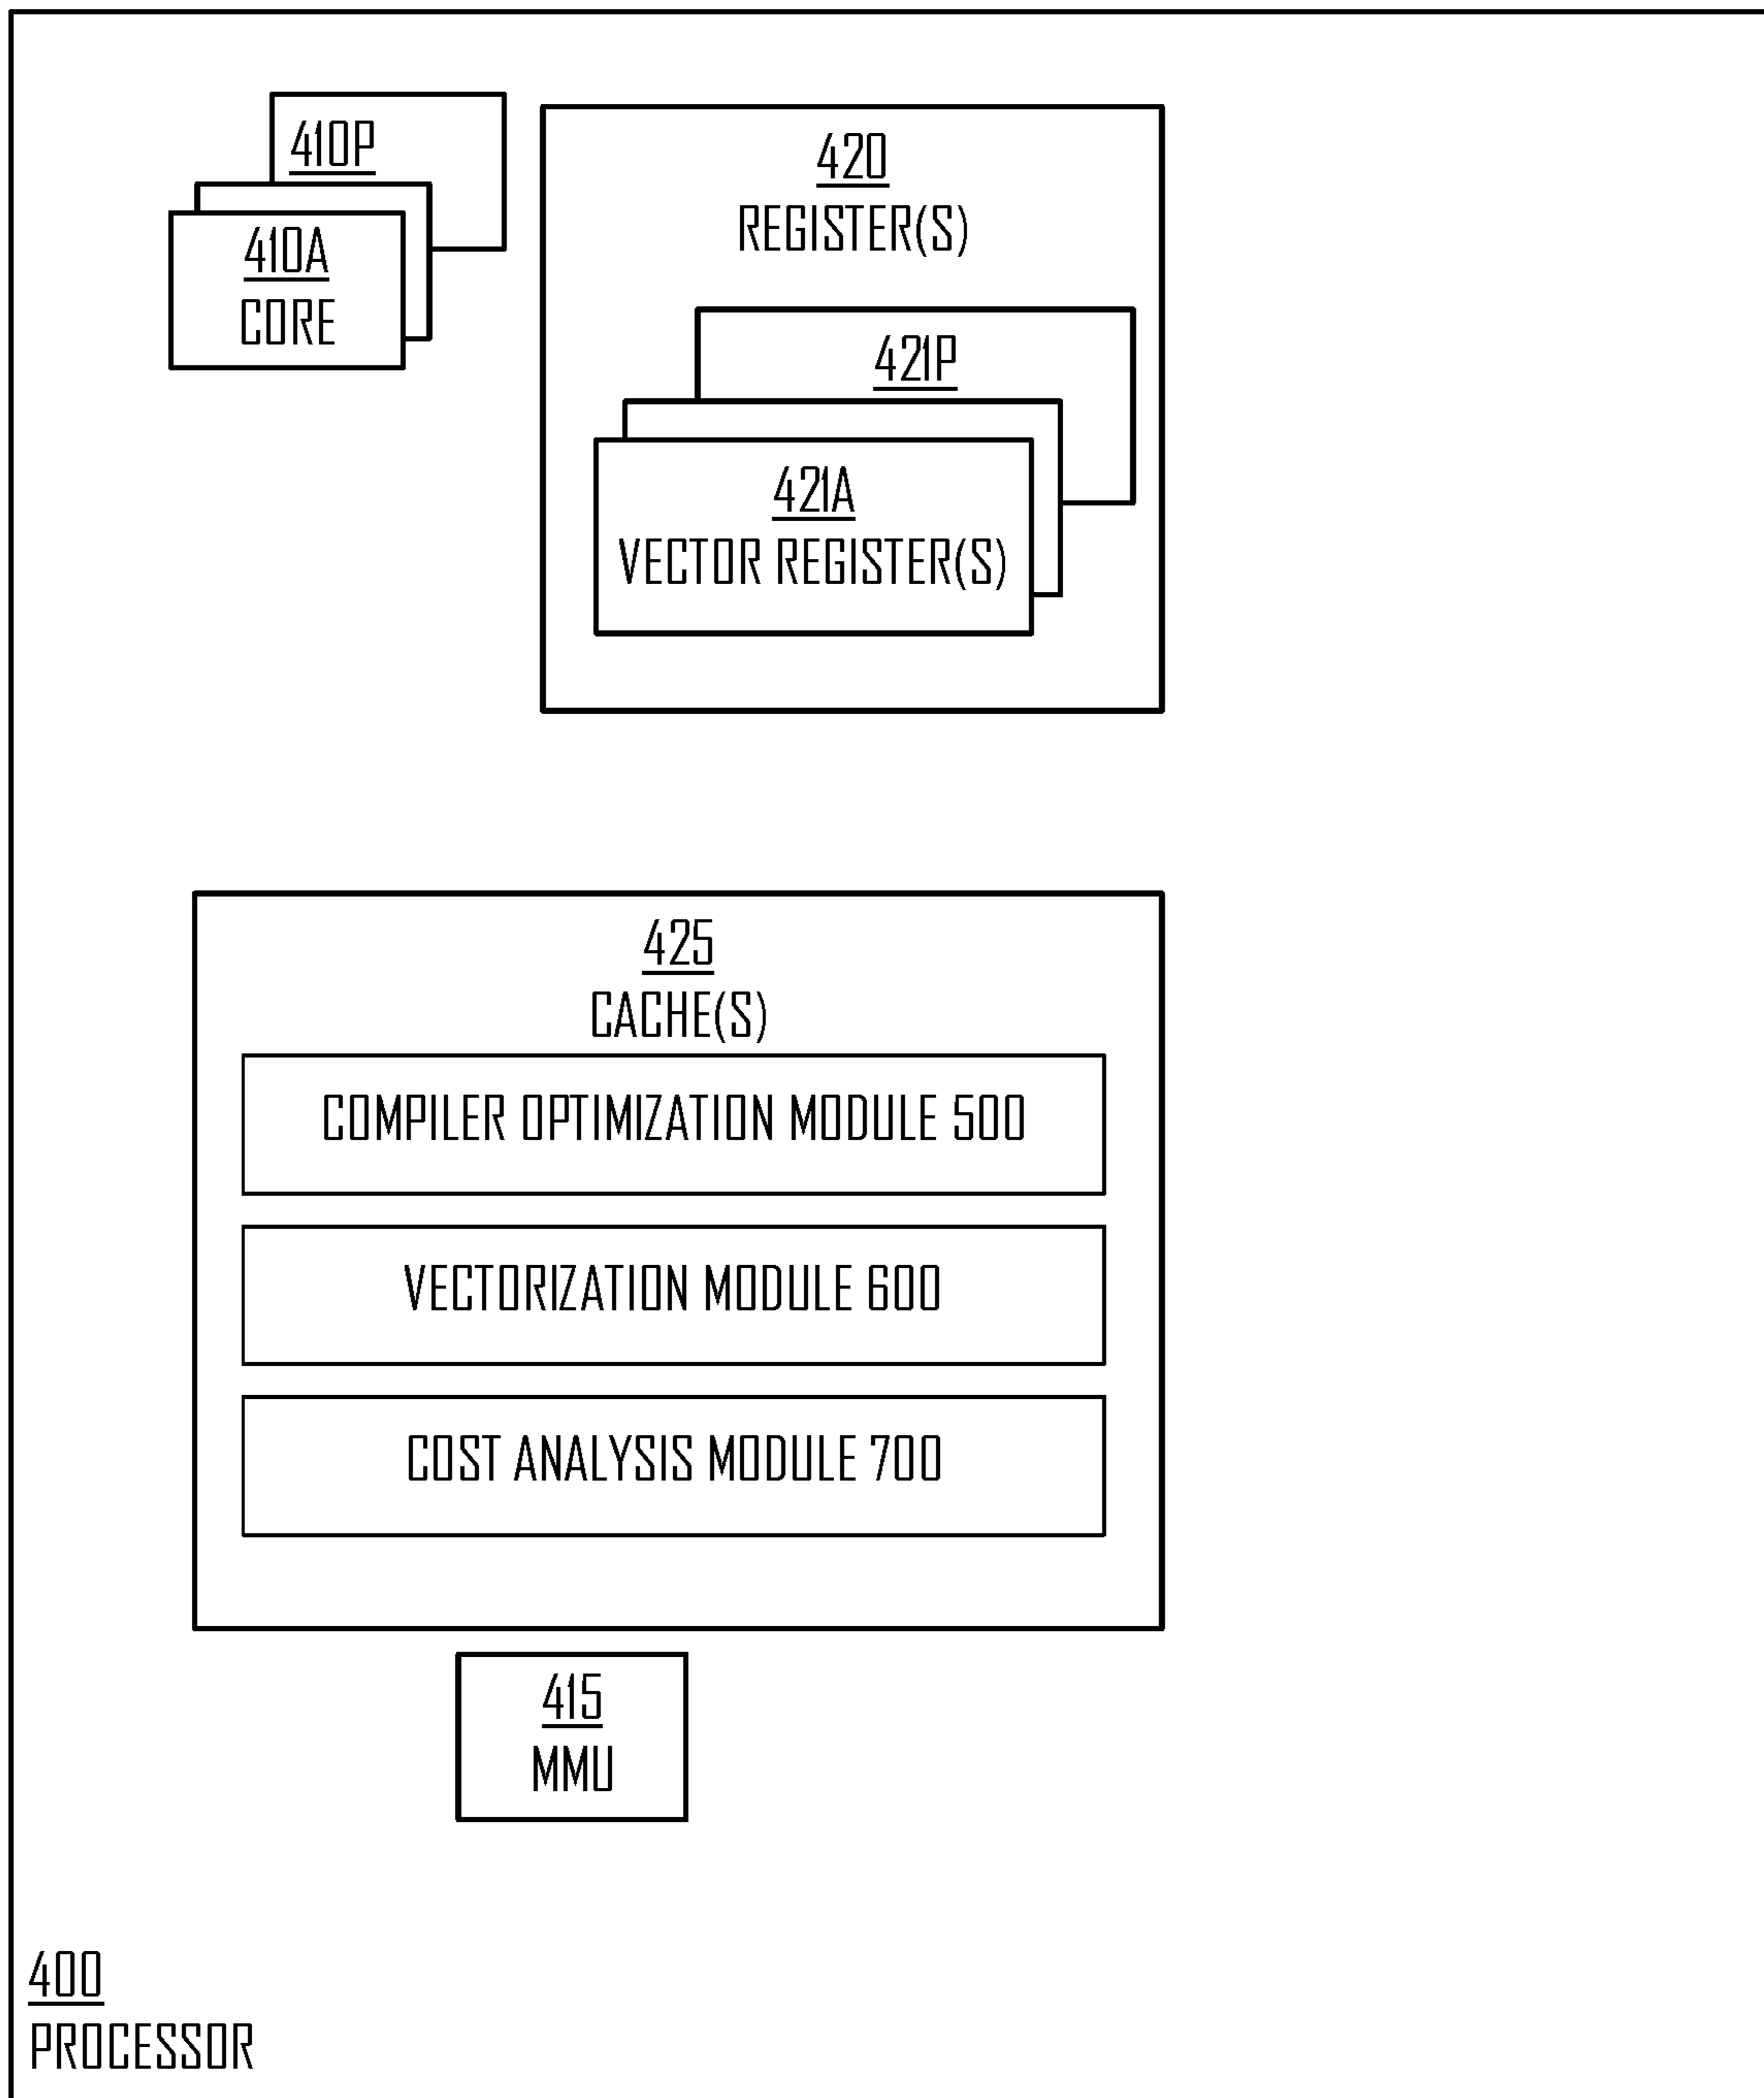 410P
410A
CORE
420
REGISTER(S)
421P
421A
VECTOR REGISTER(S)
425
CACHE(S)
COMPILER OPTIMIZATION MODULE 500
VECTORIZATION MODULE 600
COST ANALYSIS MODULE 700
415
MMU
400
PROCESSOR